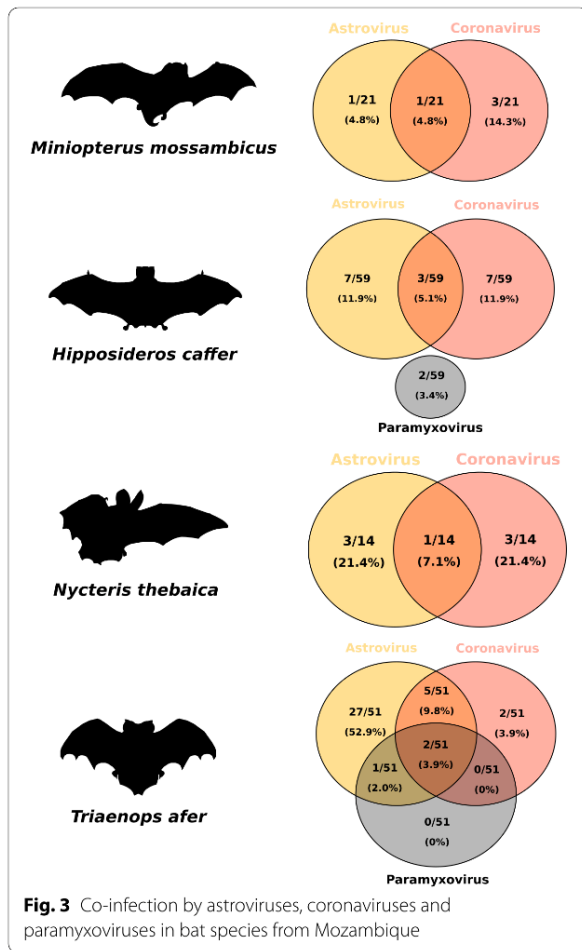 Astrovirus Coronavirus
1/21 1/21 3/21
(4.8%) (4.8%) (14.3%)
Miniopterus mossambicus
Astrovirus Coronavirus
7/59 3/59 7/59
(11.9%) (5.1%) (11.9%)
Hipposideros caffer
2/59
(3.4%)
Paramyxovirus
Astrovirus Coronavirus
3/14 1/14 3/14
(21.4%) (7.1%) (21.4%)
Nycteris thebaica
Astrovirus Coronavirus
5/51
(9.8%)
27/51 2/51
(52.9%) (3.9%)
2/51
(3.9%)
1/51 0/51
(2.0%) (0%)
Triaenops afer
0/51
(0%)
Paramyxovirus
Fig. 3 Co-infection by astroviruses, coronaviruses and
paramyxoviruses in bat species from Mozambique